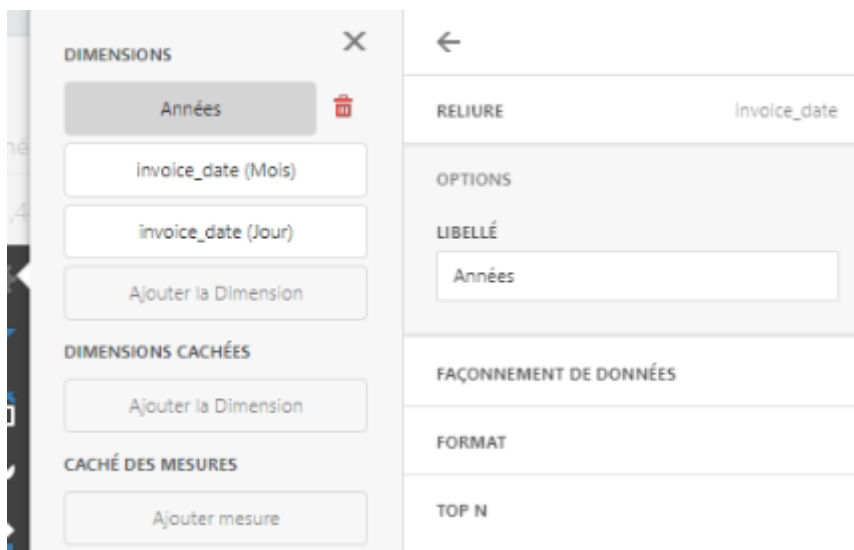 DIMENSIONS
Années
invoice_date (Mois)
invoice_date (Jour)
Ajouter la Dimension
DIMENSIONS CACHÉES
Ajouter la Dimension
CACHÉ DES MESURES
Ajouter mesure
RELIURE
invoice_date
OPTIONS
LIBELLÉ
Années
FAÇONNEMENT DE DONNÉES
FORMAT
TOP N